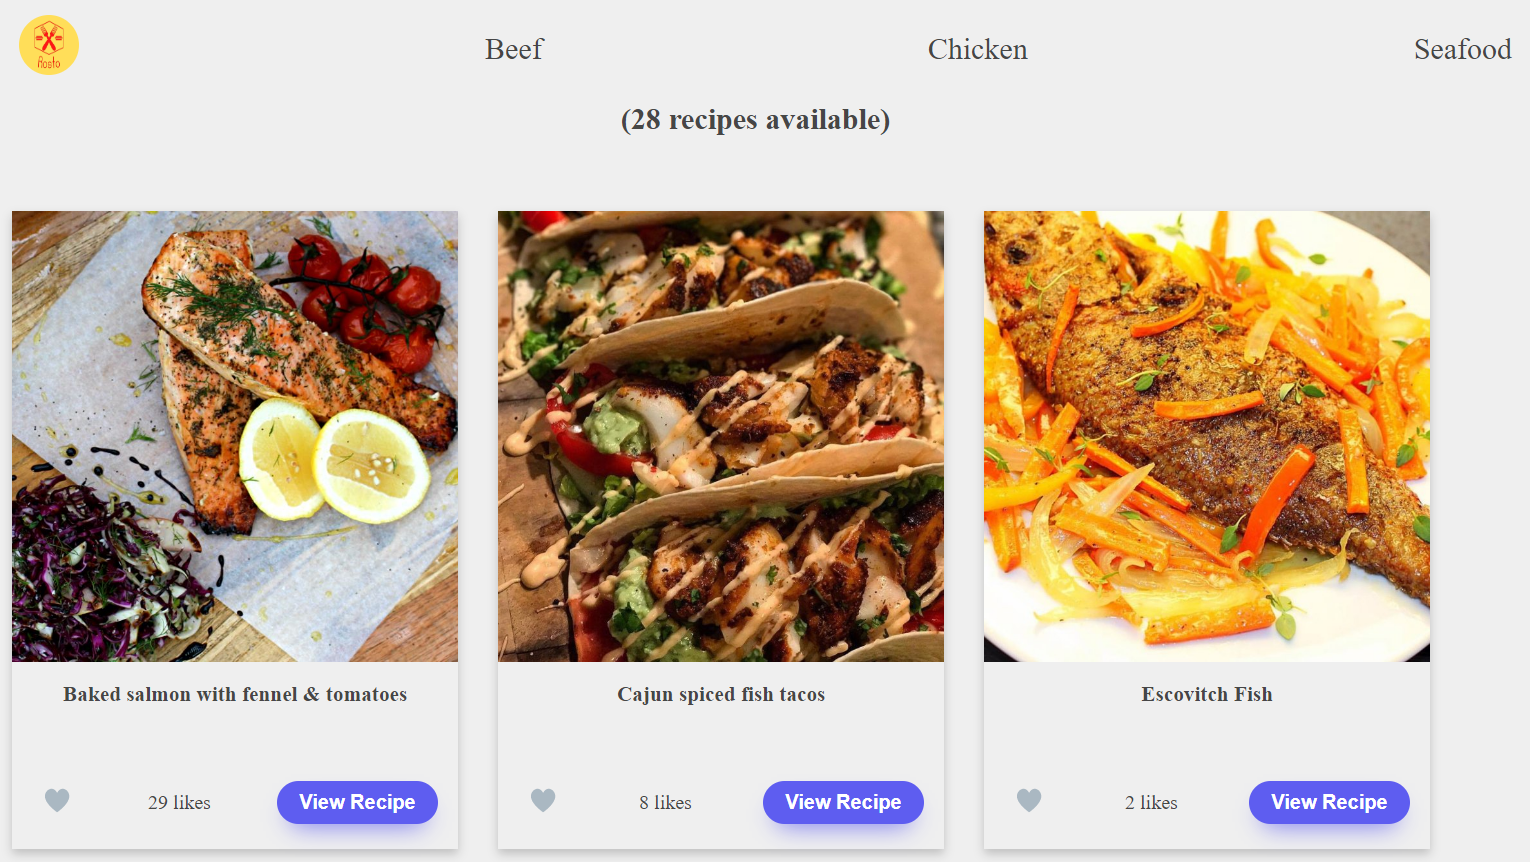 Rosto
Beef
Chicken
Seafood
(28 recipes available)
Baked salmon with fennel & tomatoes
Cajun spiced fish tacos
Escovitch Fish
29 likes
View Recipe
8 likes
View Recipe
2 likes
View Recipe